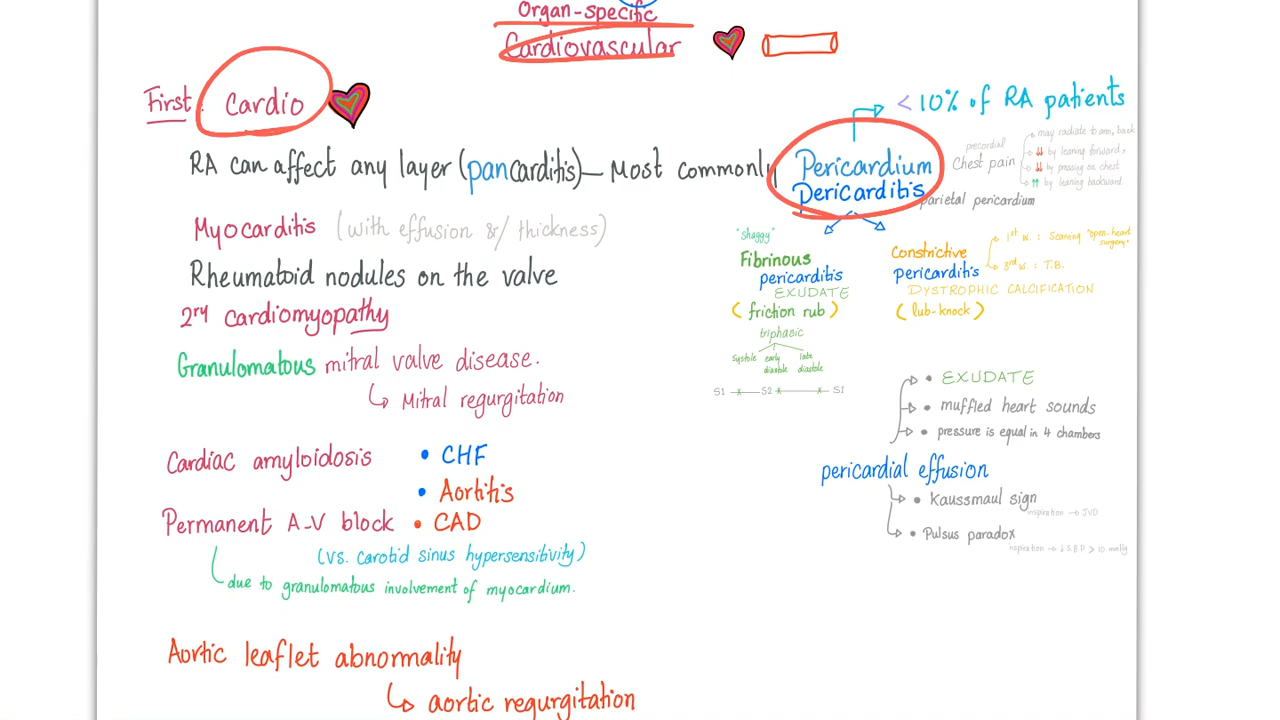 Organ-specific
Cardiovascular
First: Cardio
<10% of RA patients
RA can affect any layer (pancarditis) — Most commonly Pericardium
Pericarditis
precordial
Chest pain
may radiate to arm, back
↓↓ by leaning forward,
↓↓ by pressing on chest
↑↑ by leaning backward.
parietal pericardium
Myocarditis (with effusion &/ thickness)
Rheumatoid nodules on the valve
2ry cardiomyopathy
Granulomatous mitral valve disease.
Mitral regurgitation
"shaggy"
Fibrinous
pericarditis
EXUDATE
(friction rub)
triphasic
systole early diastole late diastole
S1 —x— S2 x———x— S1
Constrictive
pericarditis
1st w. : Scarring "open-heart surgery"
3rd w. : T.B.
DYSTROPHIC CALCIFICATION
(lub-knock)
• EXUDATE
• muffled heart sounds
• pressure is equal in 4 chambers
pericardial effusion
• Kaussmaul sign
inspiration → JVD
• Pulsus paradox
nspiration → ↓ S.B.P > 10 mmHg
Cardiac amyloidosis
• CHF
• Aortitis
Permanent A-V block • CAD
(vs. carotid sinus hypersensitivity)
due to granulomatous involvement of myocardium.
Aortic leaflet abnormality
aortic regurgitation